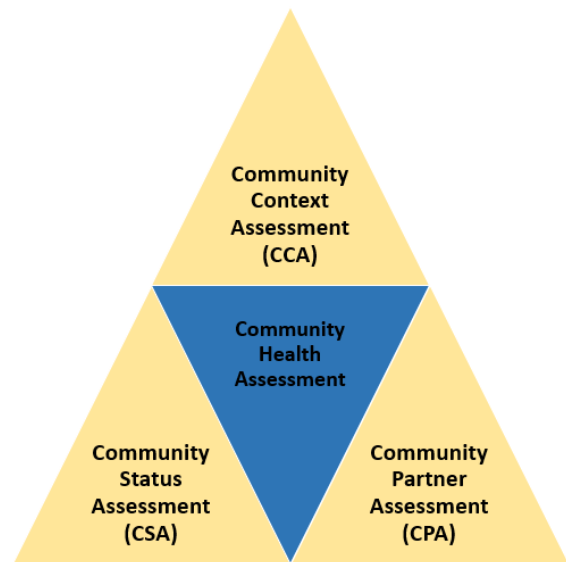 Community
Context
Assessment
(CCA)
Community
Health
Assessment
Community
Status
Assessment
(CSA)
Community
Partner
Assessment
(CPA)